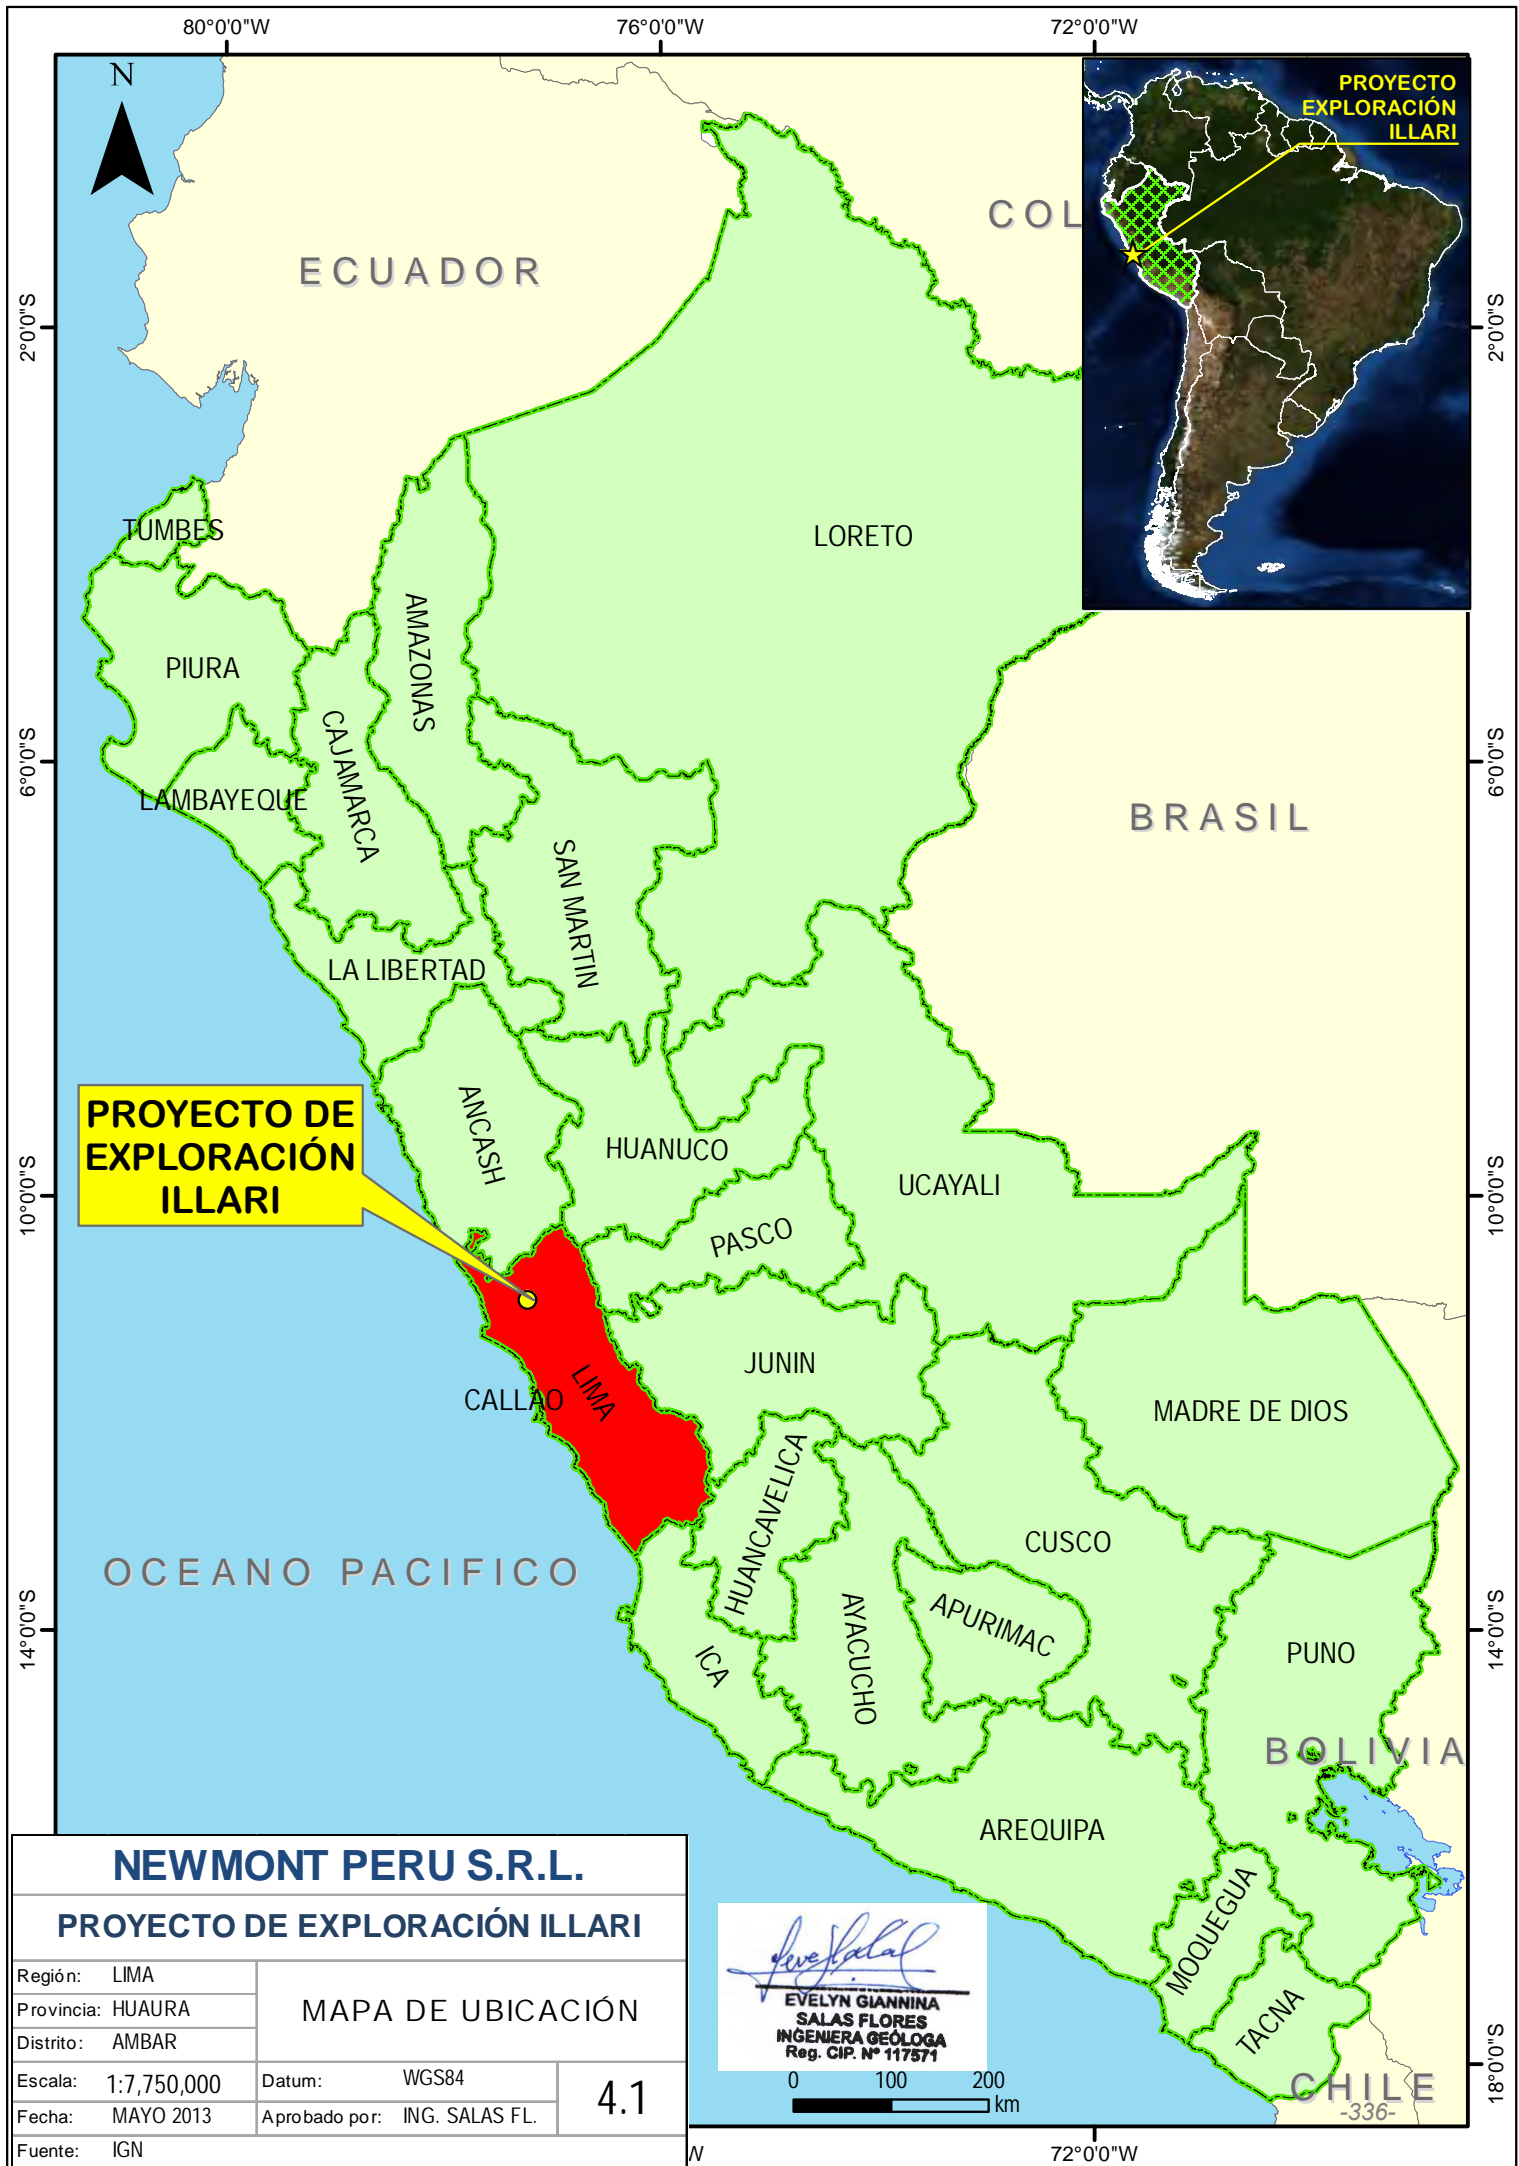 80°0'0"W
76°0'0"W
72°0'0"W
N
PROYECTO
EXPLORACIÓN
ILLARI
COL
ECUADOR
2°0'0"S
2°0'0"S
TUMBES
LORETO
AMAZONAS
PIURA
CAJAMARCA
6°0'0"S
6°0'0"S
LAMBAYEQUE
BRASIL
SAN MARTIN
LA LIBERTAD
ANCASH
PROYECTO DE
EXPLORACIÓN
ILLARI
HUANUCO
UCAYALI
10°0'0"S
10°0'0"S
PASCO
JUNIN
LIMA
CALLAO
MADRE DE DIOS
HUANCAVELICA
CUSCO
OCEANO PACIFICO
AYACUCHO
APURIMAC
14°0'0"S
14°0'0"S
ICA
PUNO
BOLIVIA
AREQUIPA
MOQUEGUA
TACNA
18°0'0"S
CHILE
-336-
NEWMONT PERU S.R.L.
PROYECTO DE EXPLORACIÓN ILLARI
Región: LIMA
Provincia: HUAURA
Distrito: AMBAR
MAPA DE UBICACIÓN
Escala: 1:7,750,000
Datum: WGS84
Fecha: MAYO 2013
Aprobado por: ING. SALAS FL.
4.1
Fuente: IGN
EVELYN GIANNINA
SALAS FLORES
INGENIERA GEÓLOGA
Reg. CIP. Nº 117571
0 100 200
km
W
72°0'0"W